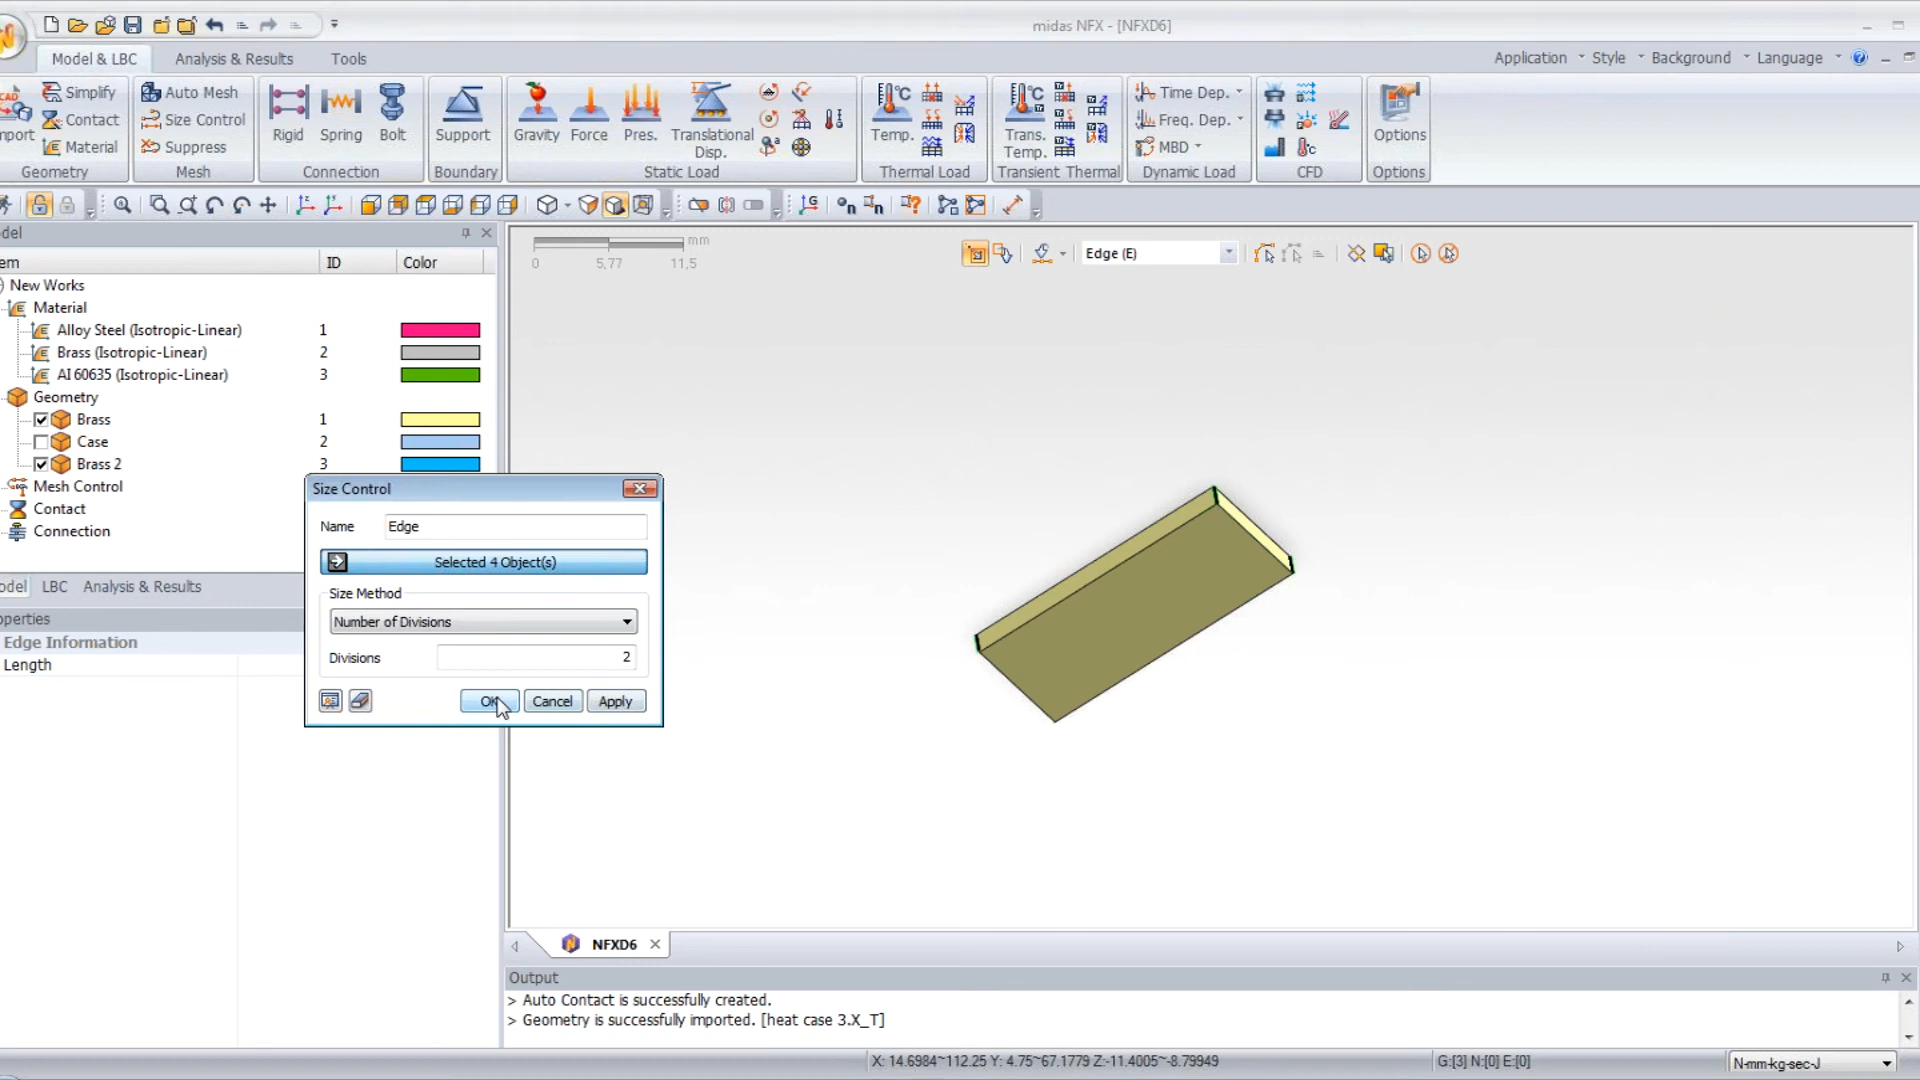 midas NFX - [NFXD6]
Model & LBC
Analysis & Results
Tools
Application
Style
Background
Language
Simplify
Contact
Material
Geometry
Auto Mesh
Size Control
Suppress
Mesh
Rigid
Spring
Bolt
Connection
Support
Boundary
Gravity
Force
Pres.
Translational
Disp.
Static Load
Temp.
Thermal Load
Trans.
Temp.
Transient Thermal
Time Dep.
Freq. Dep.
MBD
Dynamic Load
CFD
Options
Options
ID
Color
New Works
Material
Alloy Steel (Isotropic-Linear) 1
Brass (Isotropic-Linear) 2
Al 60635 (Isotropic-Linear) 3
Geometry
Brass 1
Case 2
Brass 2 3
Mesh Control
Contact
Connection
LBC
Analysis & Results
Edge Information
Length
Size Control
Name Edge
Selected 4 Object(s)
Size Method
Number of Divisions
Divisions 2
OK
Cancel
Apply
mm
0 5,77 11,5
Edge (E)
NFXD6
Output
> Auto Contact is successfully created.
> Geometry is successfully imported. [heat case 3.X_T]
X: 14.6984~112.25 Y: 4.75~67.1779 Z:-11.4005~-8.79949
G:[3] N:[0] E:[0]
N-mm-kg-sec-J